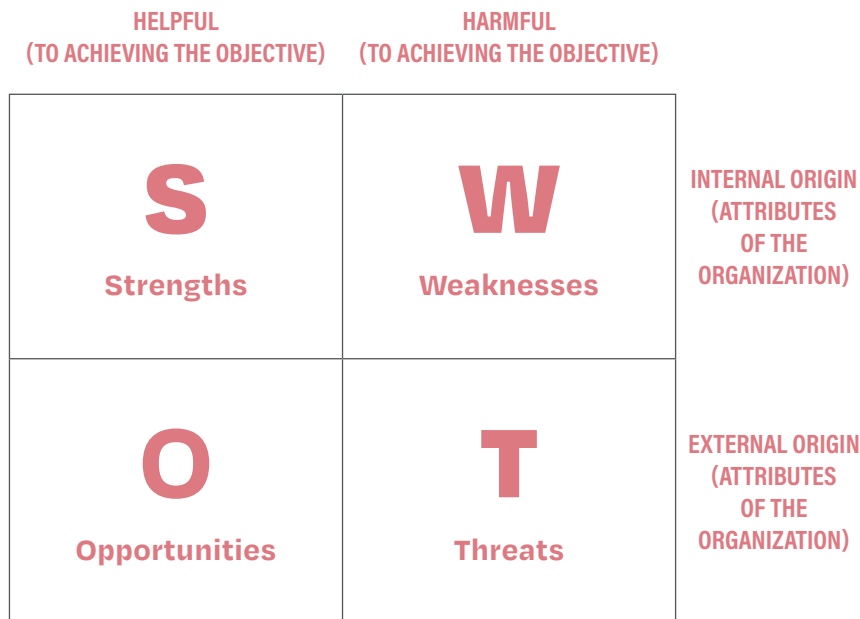 HELPFUL
(TO ACHIEVING THE OBJECTIVE)
HARMFUL
(TO ACHIEVING THE OBJECTIVE)
S
Strengths
W
Weaknesses
INTERNAL ORIGIN
(ATTRIBUTES
OF THE
ORGANIZATION)
O
Opportunities
T
Threats
EXTERNAL ORIGIN
(ATTRIBUTES
OF THE
ORGANIZATION)